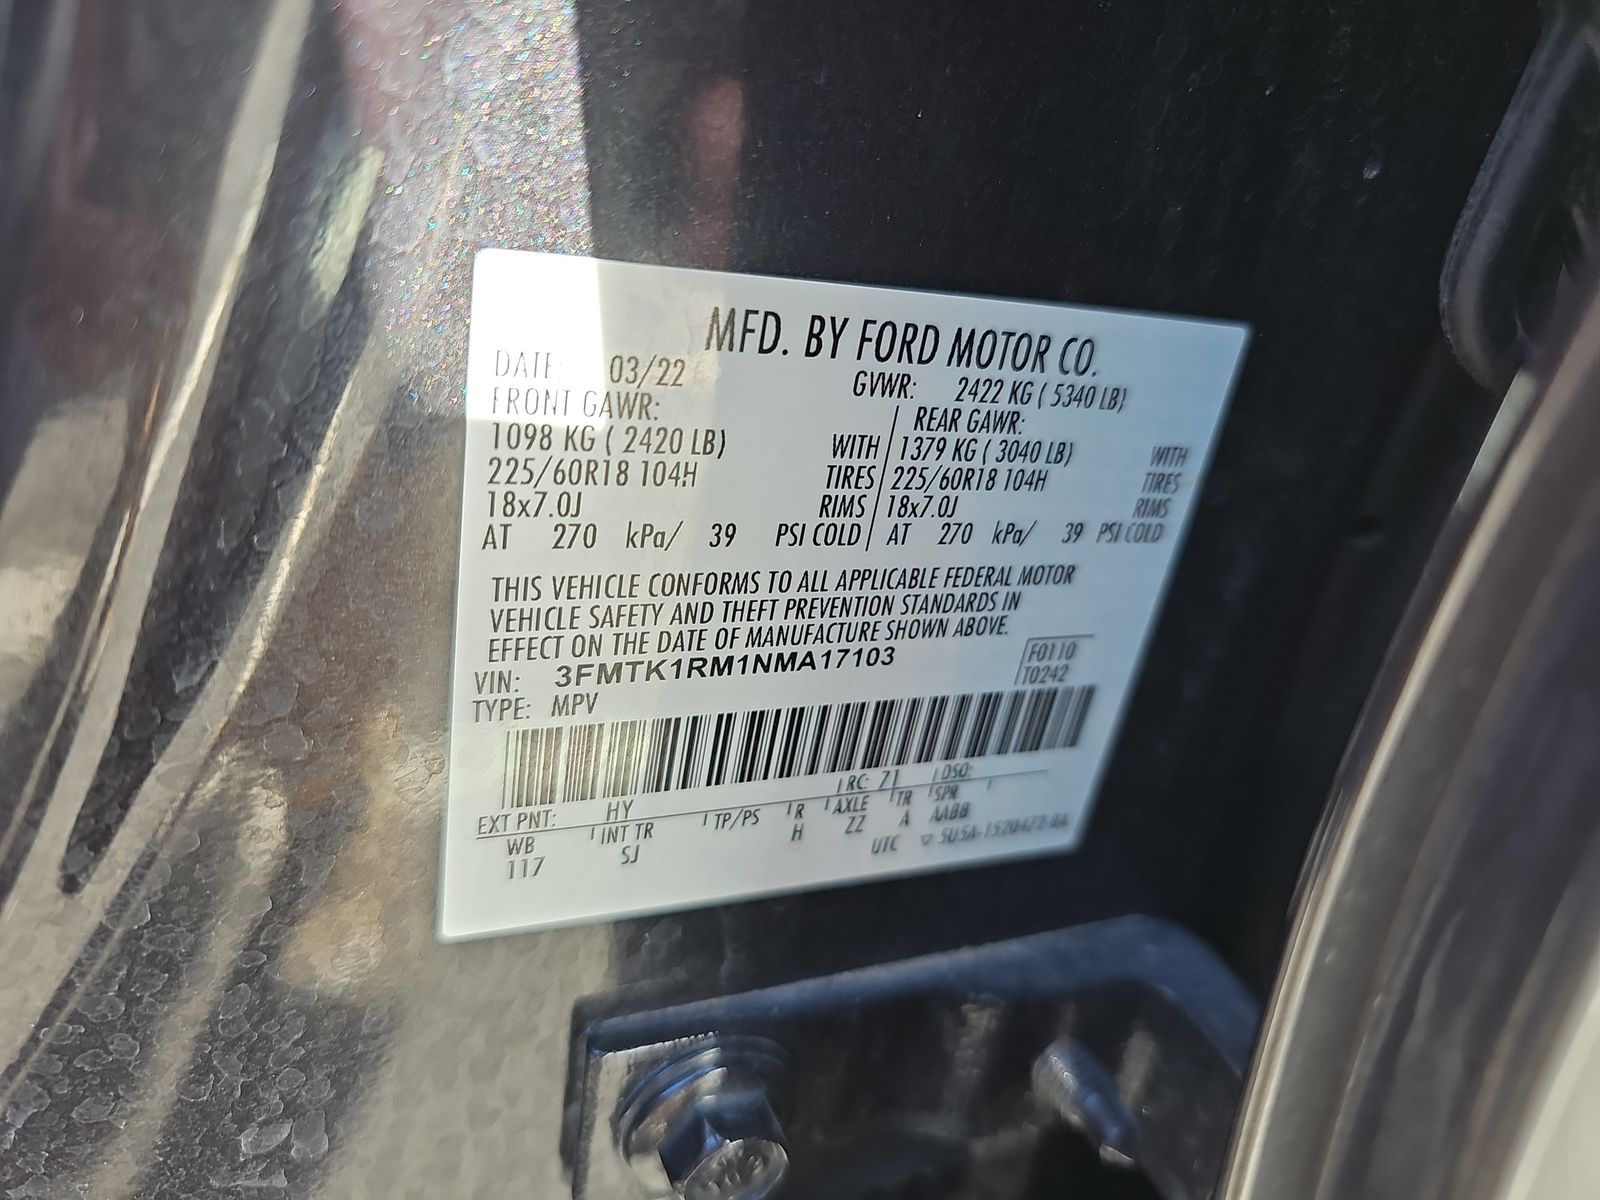 MFD. BY FORD MOTOR CO.
DATE: 03/22 GVWR: 2422 KG ( 5340 LB)
FRONT GAWR: REAR GAWR:
1098 KG ( 2420 LB) WITH 1379 KG ( 3040 LB) WITH
225/60R18 104H TIRES 225/60R18 104H TIRES
18x7.0J RIMS 18x7.0J RIMS
AT 270 kPa/ 39 PSI COLD AT 270 kPa/ 39 PSI COLD
THIS VEHICLE CONFORMS TO ALL APPLICABLE FEDERAL MOTOR
VEHICLE SAFETY AND THEFT PREVENTION STANDARDS IN
EFFECT ON THE DATE OF MANUFACTURE SHOWN ABOVE.
VIN: 3FMTK1RM1NMA17103 F0110
TYPE: MPV T0242
EXT PNT: HY RC: 71 DSO:
WB INT TR TP/PS R AXLE TR SPR
117 SJ H ZZ A AABB
UTC